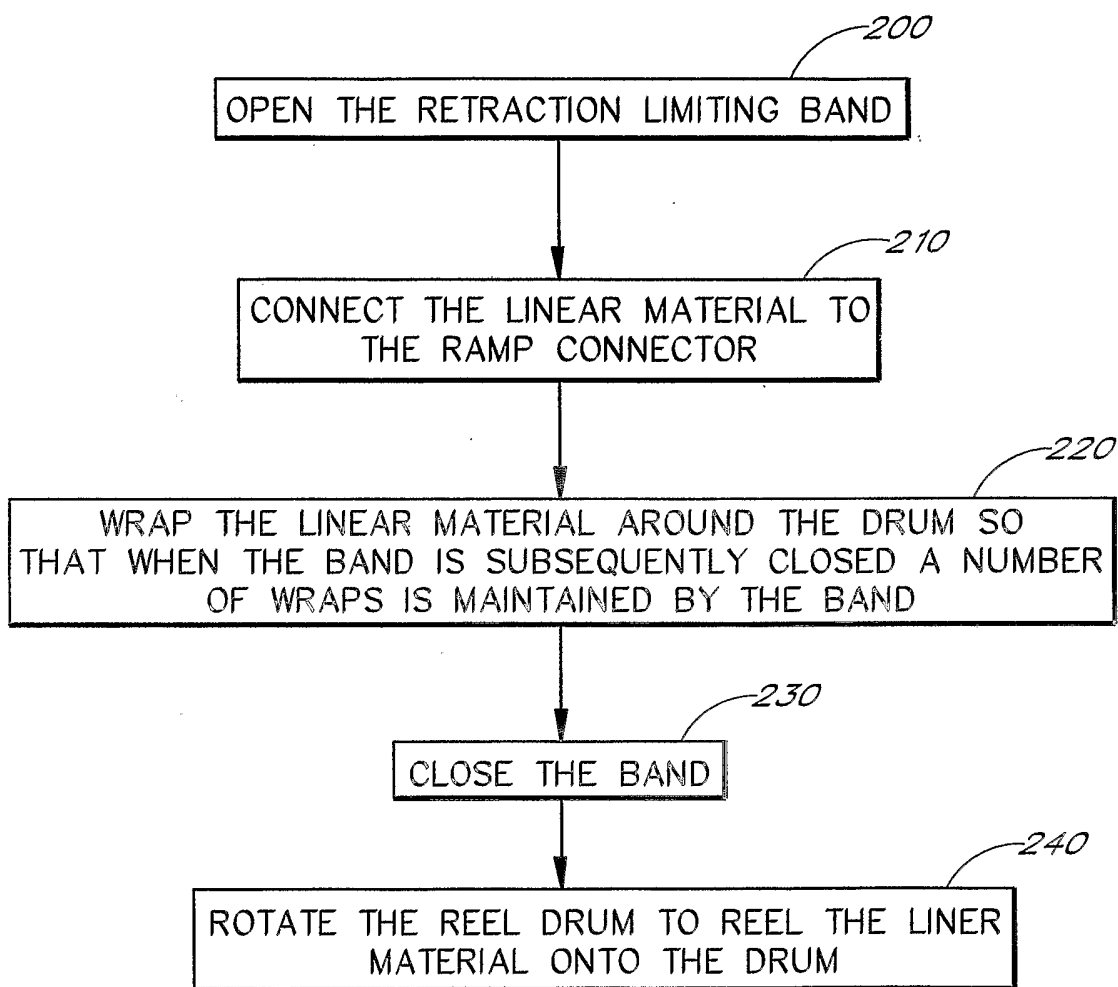 200
OPEN THE RETRACTION LIMITING BAND
210
CONNECT THE LINEAR MATERIAL TO
THE RAMP CONNECTOR
220
WRAP THE LINEAR MATERIAL AROUND THE DRUM SO
THAT WHEN THE BAND IS SUBSEQUENTLY CLOSED A NUMBER
OF WRAPS IS MAINTAINED BY THE BAND
230
CLOSE THE BAND
240
ROTATE THE REEL DRUM TO REEL THE LINER
MATERIAL ONTO THE DRUM